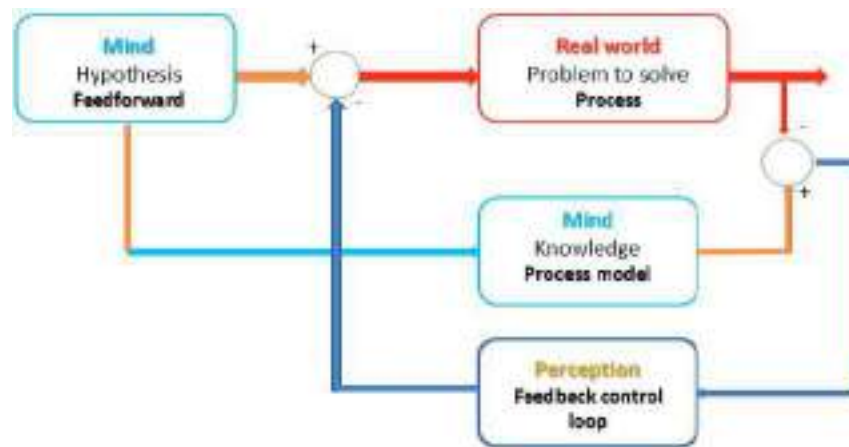 Mind
Hypothesis
Feedforward
+
-
Real world
Problem to solve
Process
-
+
Mind
Knowledge
Process model
Perception
Feedback control
loop